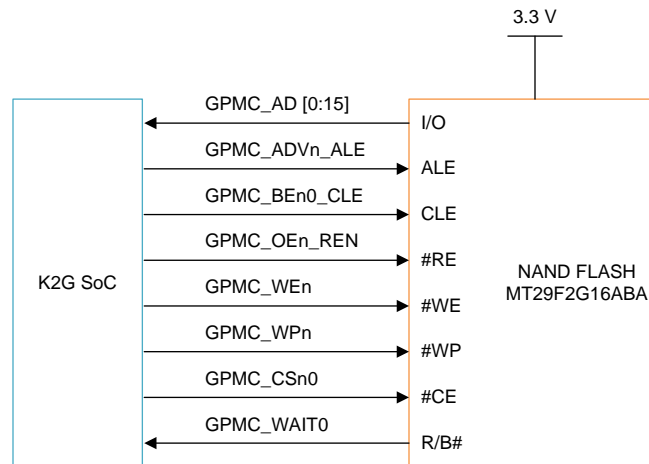 3.3 V
GPMC_AD [0:15]
I/O
GPMC_ADVn_ALE
ALE
GPMC_BEn0_CLE
CLE
GPMC_OEn_REN
#RE
K2G SoC
NAND FLASH
MT29F2G16ABA
GPMC_WEn
#WE
GPMC_WPn
#WP
GPMC_CSn0
#CE
GPMC_WAIT0
R/B#